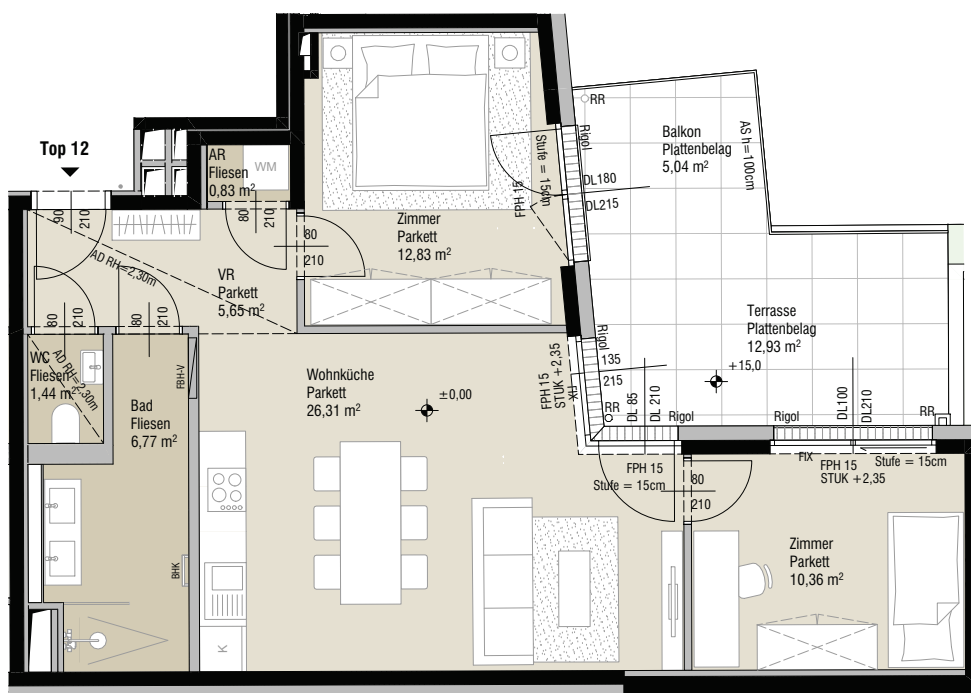 Top 12
90
210
AR
Fliesen
0,83 m²
WM
80
210
AD RH=2,30m
VR
Parkett
5,65 m²
80
210
Zimmer
Parkett
12,83 m²
Stufe = 15cm
FPH 15
Rigol
DL180
DL215
RR
Balkon
Plattenbelag
5,04 m²
AS h=100cm
Terrasse
Plattenbelag
12,93 m²
+15,0
80
210
80
210
WC
Fliesen
1,44 m²
AD RH=2,30m
FBH-V
Bad
Fliesen
6,77 m²
BHK
Wohnküche
Parkett
26,31 m²
±0,00
FPH 15
STUK +2,35
FIX
Rigol
135
215
RR
DL 85
DL 210
Rigol
Rigol
DL100
DL210
RR
FPH 15
Stufe = 15cm
80
210
FIX
FPH 15
STUK +2,35
Stufe = 15cm
Zimmer
Parkett
10,36 m²
K